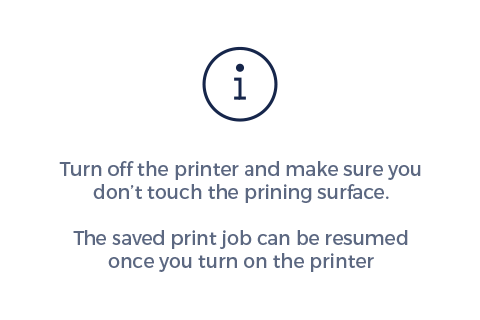 Turn off the printer and make sure you
don't touch the prining surface.
The saved print job can be resumed
once you turn on the printer